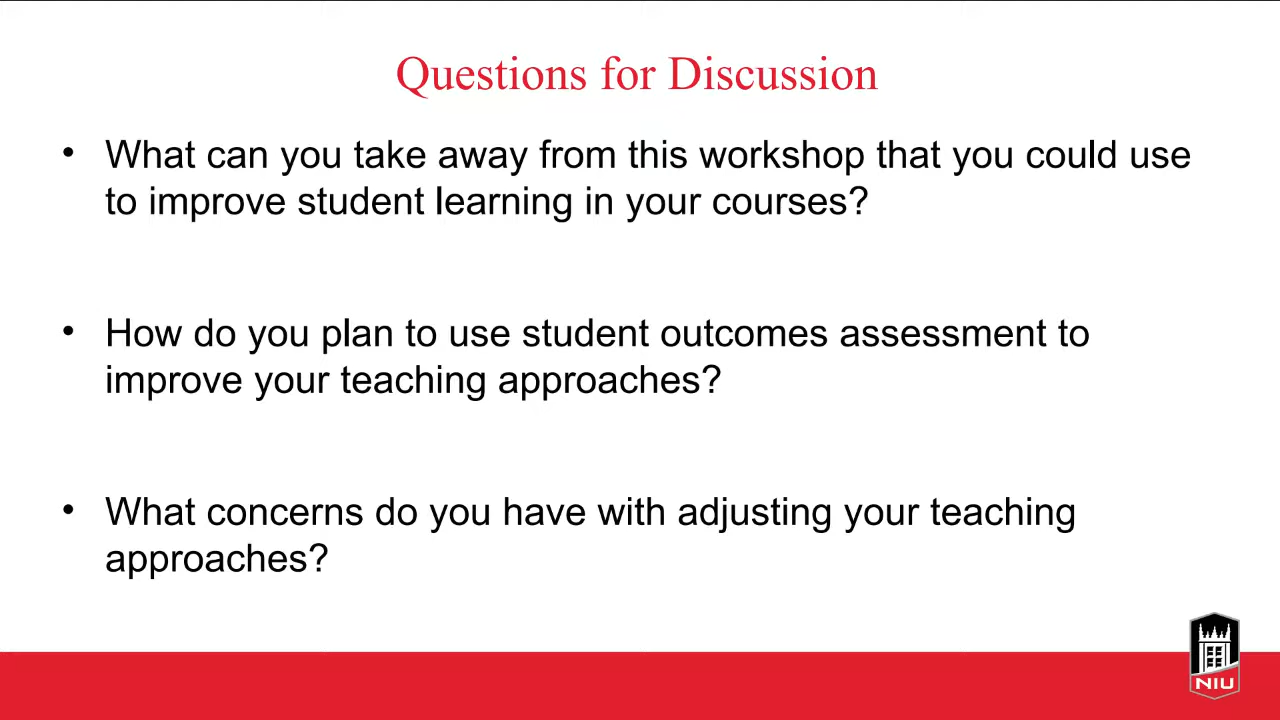 Questions for Discussion
• What can you take away from this workshop that you could use
to improve student learning in your courses?
• How do you plan to use student outcomes assessment to
improve your teaching approaches?
• What concerns do you have with adjusting your teaching
approaches?
NIU